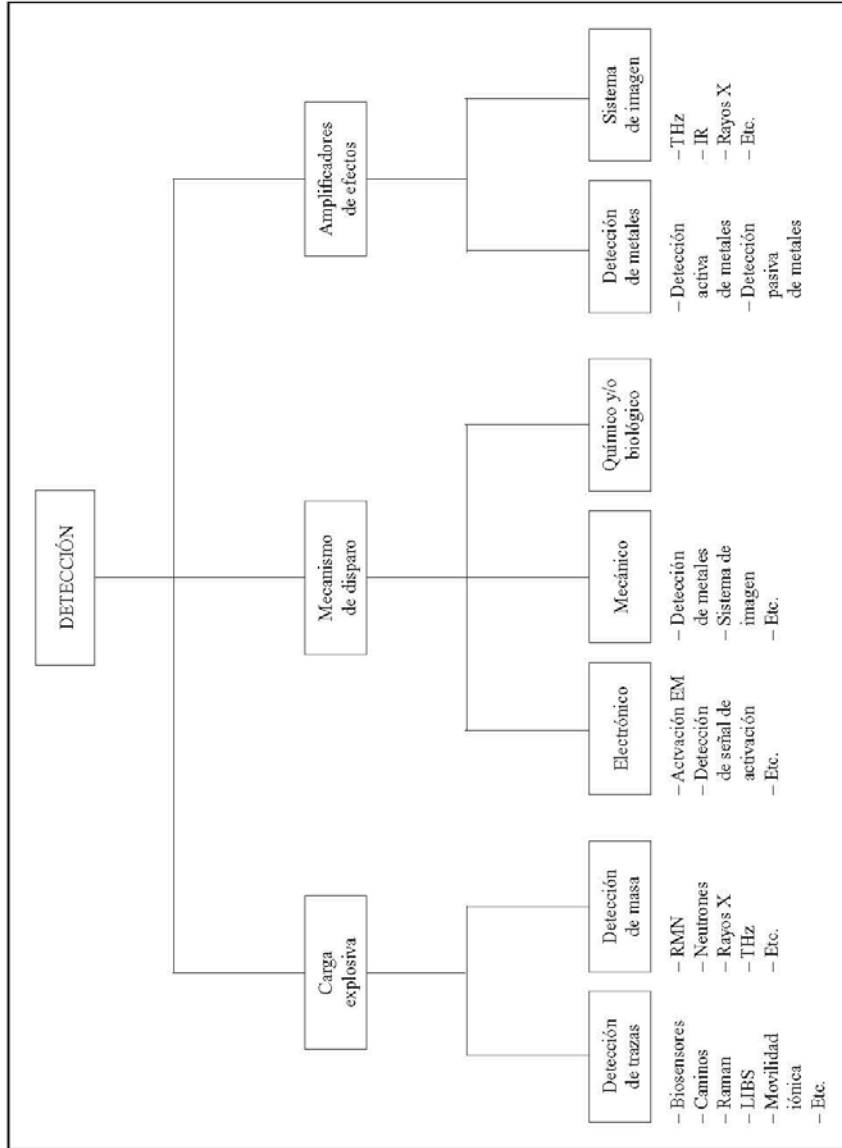 DETECCIÓN
Carga
explosiva
Mecanismo
de disparo
Amplificadores
de efectos
Detección
de trazas
Detección
de masa
Electrónico
Mecánico
Químico y/o
biológico
Detección
de metales
Sistema
de imagen
– Biosensores
– Caninos
– Raman
– LIBS
– Movilidad
iónica
– Etc.
– RMN
– Neutrones
– Rayos X
– THz
– Etc.
– Actvación EM
– Detección
de señal de
activación
– Etc.
– Detección
de metales
– Sistema de
imagen
– Etc.
– Detección
activa
de metales
– Detección
pasiva
de metales
– THz
– IR
– Rayos X
– Etc.